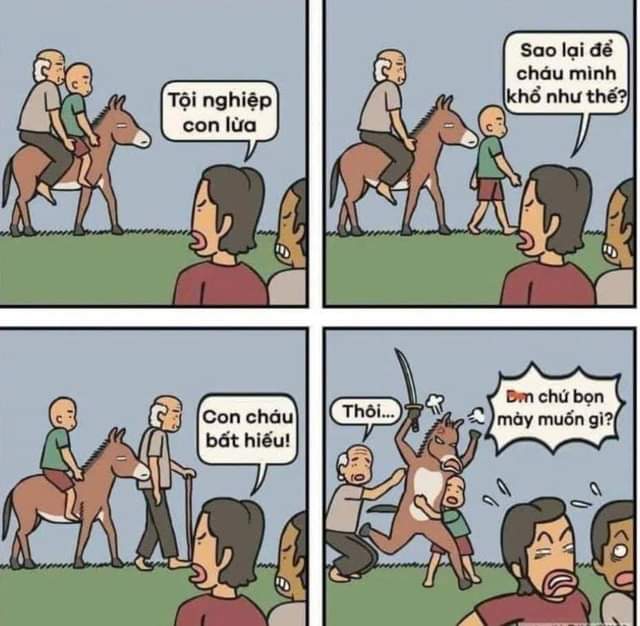 Tội nghiệp
con lừa
Sao lại để
cháu mình
khổ như thế?
Con cháu
bất hiếu!
Thôi...
Đm chứ bọn
mày muốn gì?